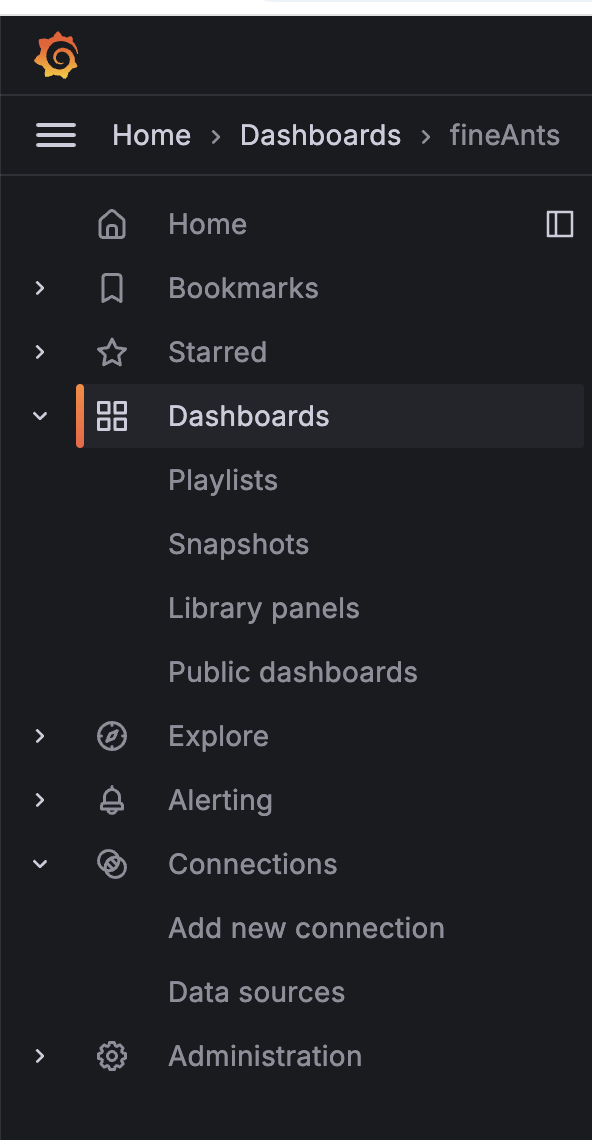 Home › Dashboards › fineAnts
Home
Bookmarks
Starred
Dashboards
Playlists
Snapshots
Library panels
Public dashboards
Explore
Alerting
Connections
Add new connection
Data sources
Administration